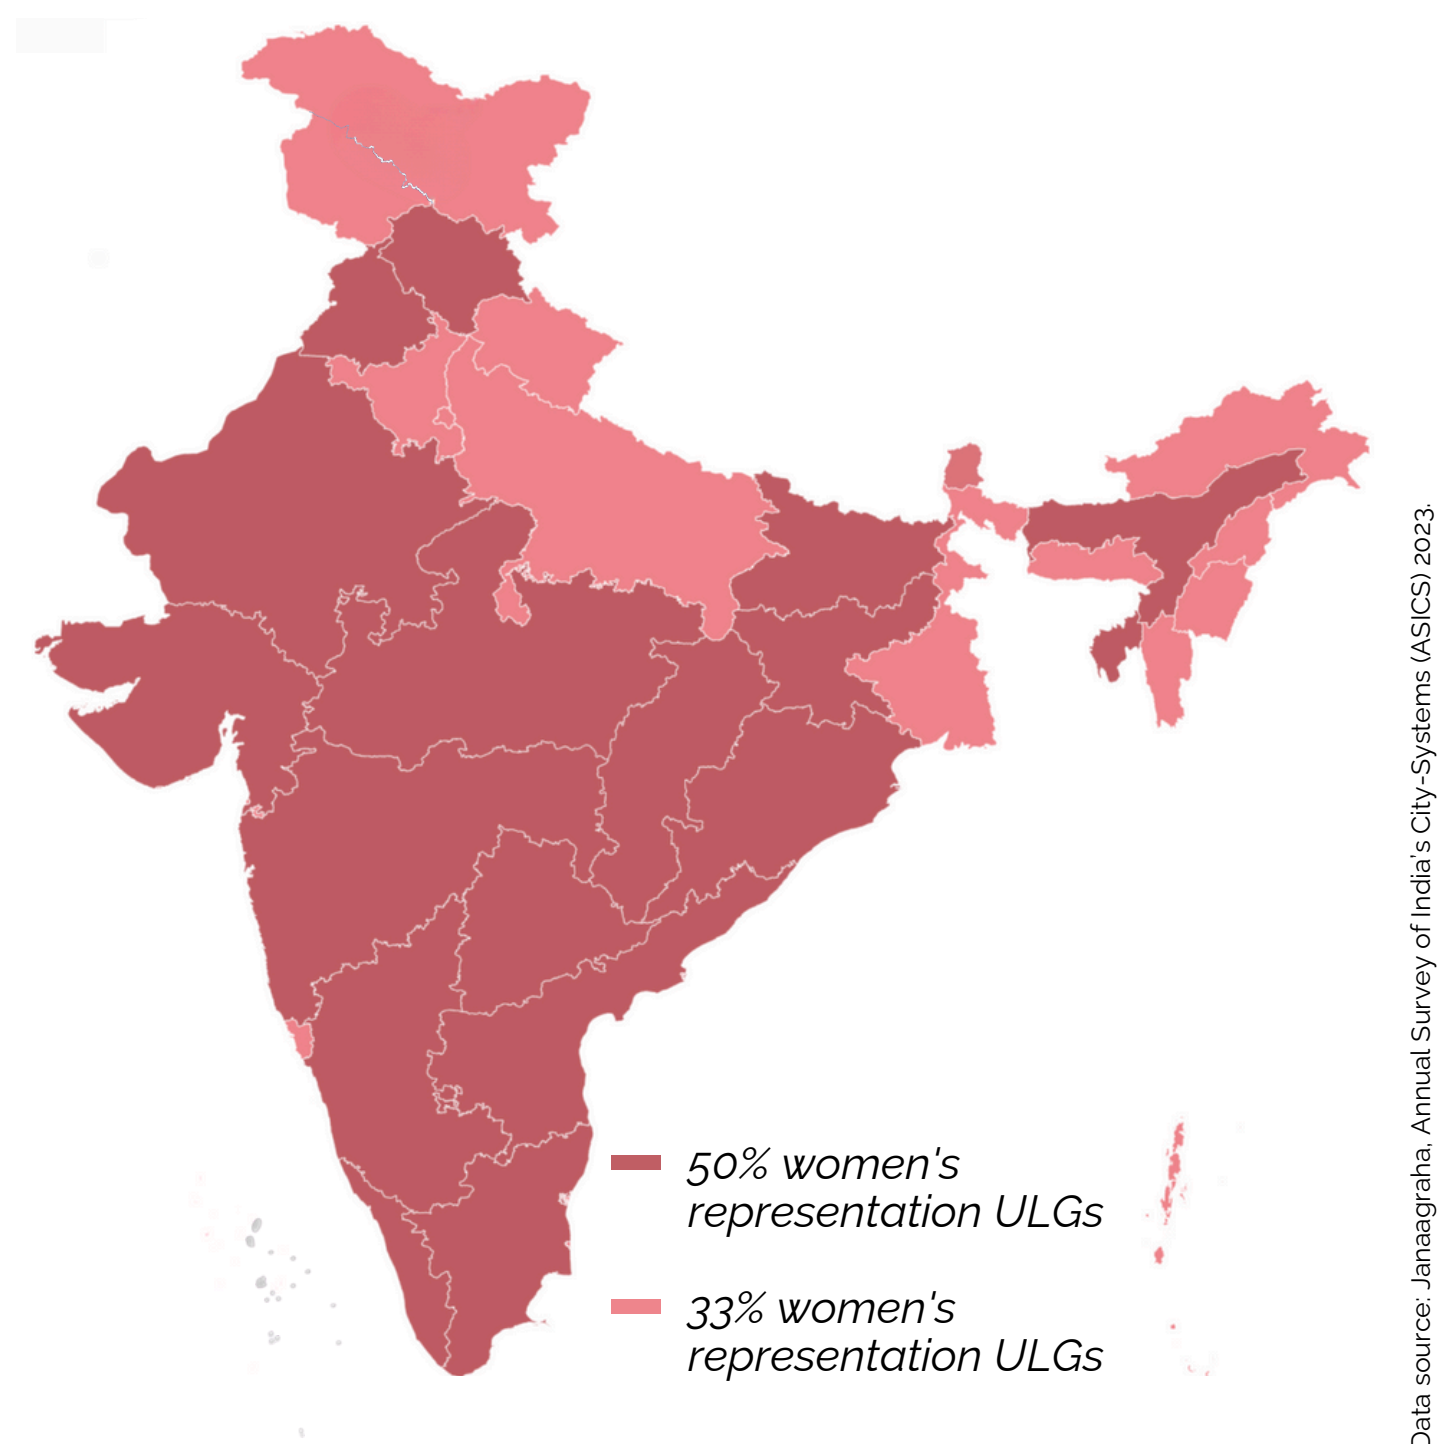 50% women's
representation ULGs
33% women's
representation ULGs
Data source: Janaagraha, Annual Survey of India's City-Systems (ASICS) 2023.